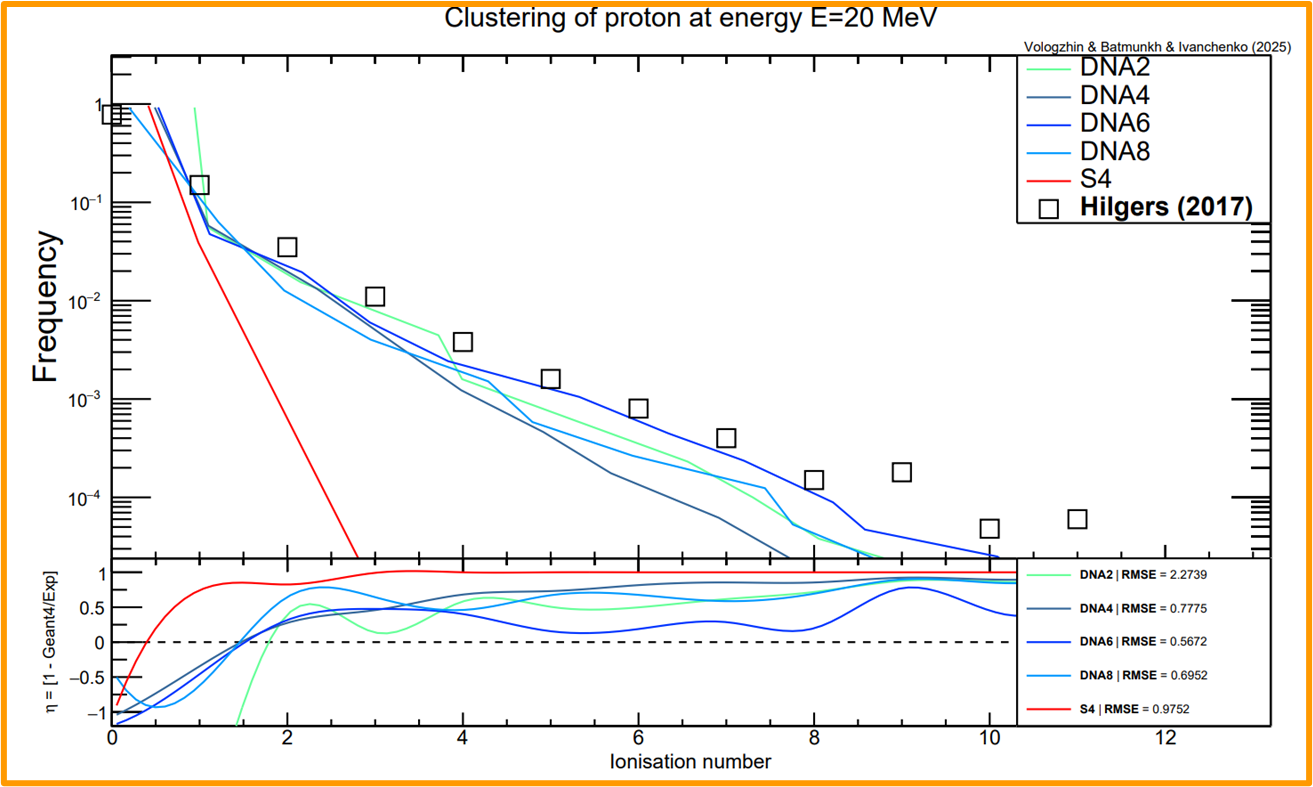 Clustering of proton at energy E=20 MeV
Vologzhin & Batmunkh & Ivanchenko (2025)
DNA2
DNA4
DNA6
DNA8
S4
Hilgers (2017)
Frequency
1
10⁻¹
10⁻²
10⁻³
10⁻⁴
η = [1 - Geant4/Exp]
1
0.5
0
−0.5
−1
DNA2 | RMSE = 2.2739
DNA4 | RMSE = 0.7775
DNA6 | RMSE = 0.5672
DNA8 | RMSE = 0.6952
S4 | RMSE = 0.9752
0 2 4 6 8 10 12
Ionisation number